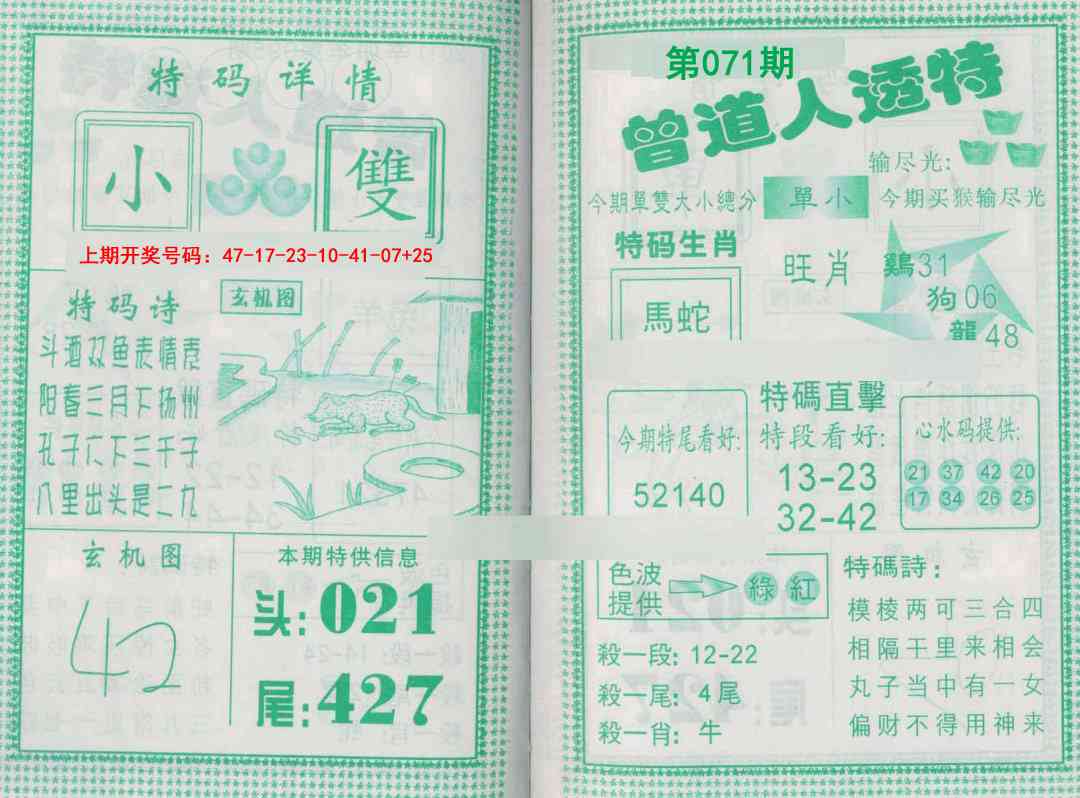 特码详情
小
雙
上期开奖号码：47-17-23-10-41-07+25
特码诗
斗酒双鱼表情惪
阳春三月下扬州
孔子六下三千子
八里出头是二九
玄机图
玄机图
本期特供信息
头:021
尾:427
第071期
曾道人透特
输尽光:
今期單雙大小總分
單小
今期买猴输尽光
特码生肖
馬蛇
旺肖
鷄31
狗06
龍48
今期特尾看好:
52140
特碼直擊
特段看好:
13-23
32-42
心水码提供:
21 37 42 20
17 34 26 25
色波
提供
綠 紅
殺一段: 12-22
殺一尾: 4尾
殺一肖: 牛
特碼詩:
模棱两可三合四
相隔千里来相会
丸子当中有一女
偏财不得用神来